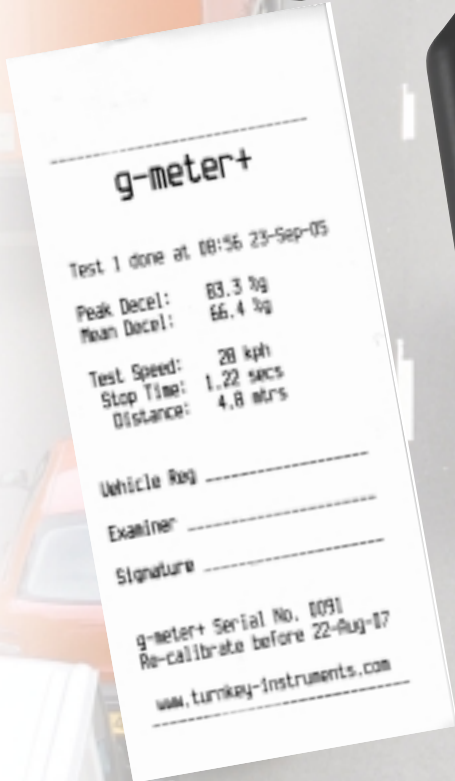 g-meter+
Test 1 done at 08:56 23-Sep-05
Peak Decel: 83.3 %g
Mean Decel: 66.4 %g
Test Speed: 28 kph
Stop Time: 1.22 secs
Distance: 4.8 mtrs
Vehicle Reg
Examiner
Signature
g-meter+ Serial No. 0091
Re-calibrate before 22-Aug-07
www.turnkey-instruments.com